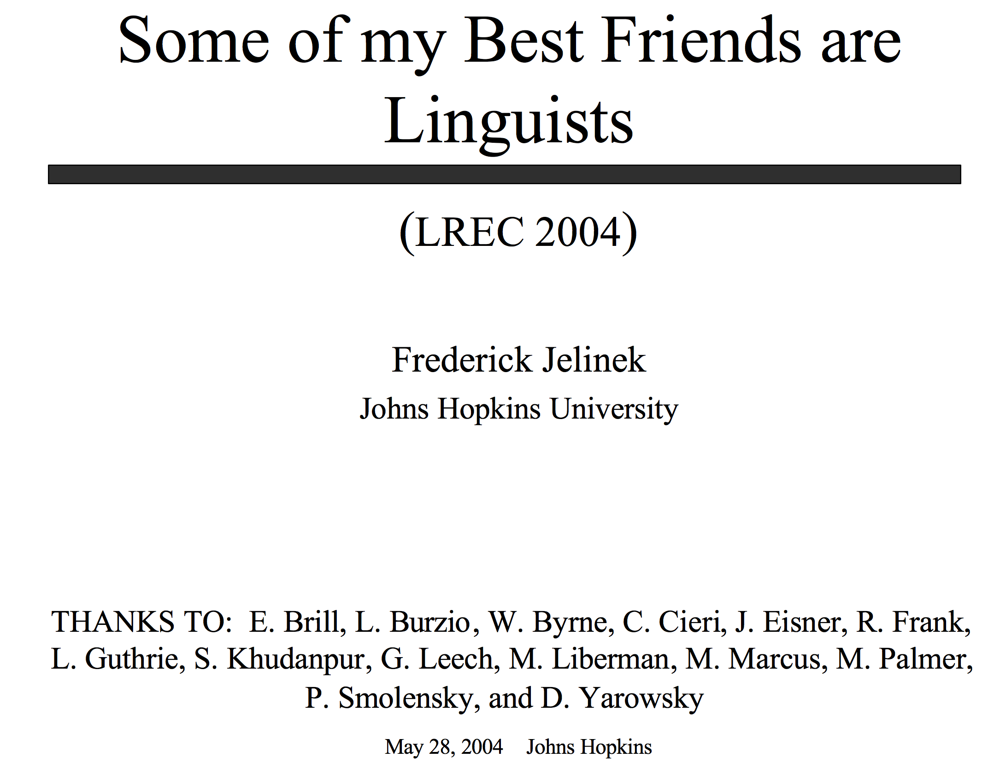 Some of my Best Friends are
Linguists
(LREC 2004)
Frederick Jelinek
Johns Hopkins University
THANKS TO:  E. Brill, L. Burzio, W. Byrne, C. Cieri, J. Eisner, R. Frank,
L. Guthrie, S. Khudanpur, G. Leech, M. Liberman, M. Marcus, M. Palmer,
P. Smolensky, and D. Yarowsky
May 28, 2004    Johns Hopkins